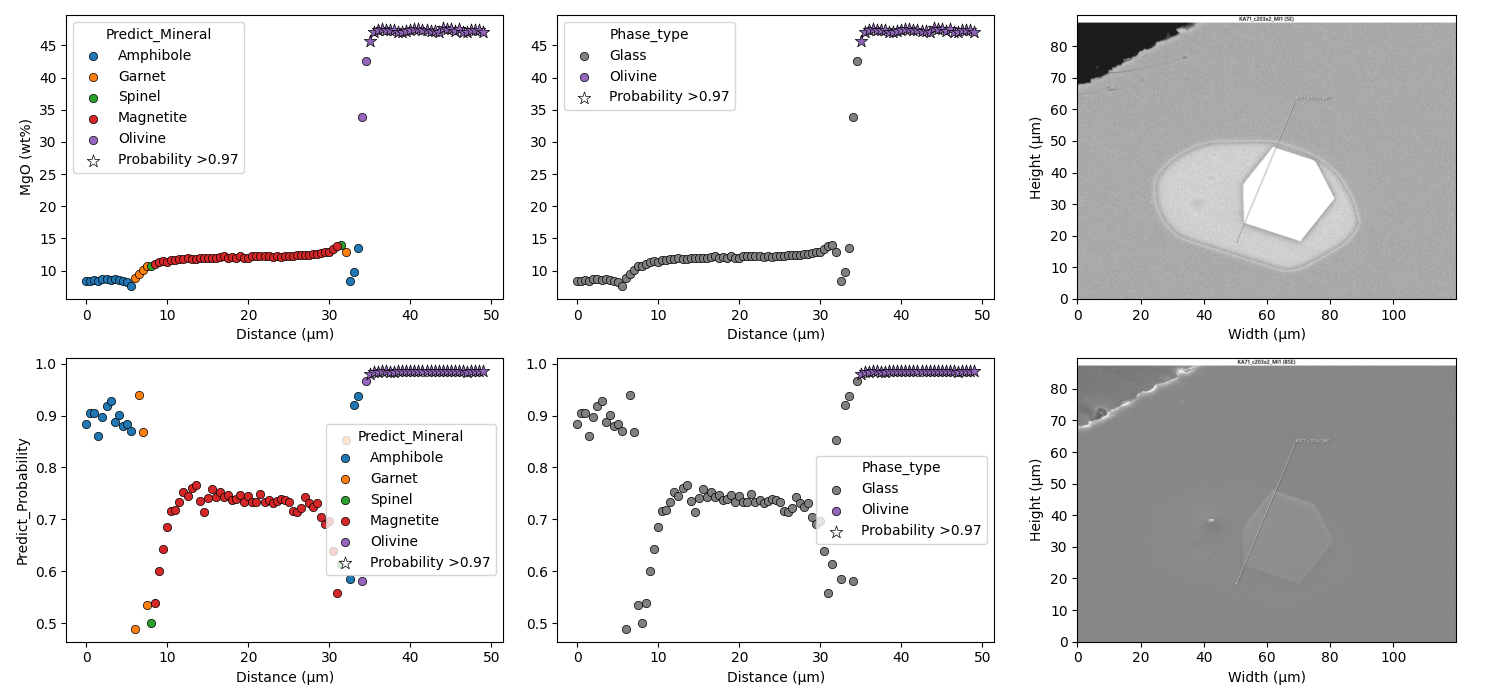 MgO (wt%)
45
40
35
30
25
20
15
10
Predict_Mineral
Amphibole
Garnet
Spinel
Magnetite
Olivine
Probability >0.97
0 10 20 30 40 50
Distance (µm)
45
40
35
30
25
20
15
10
Phase_type
Glass
Olivine
Probability >0.97
0 10 20 30 40 50
Distance (µm)
KA71_c203x2_MI1 (SE)
Height (µm)
80
70
60
50
40
30
20
10
0
0 20 40 60 80 100
Width (µm)
Predict_Probability
1.0
0.9
0.8
0.7
0.6
0.5
Predict_Mineral
Amphibole
Garnet
Spinel
Magnetite
Olivine
Probability >0.97
0 10 20 30 40 50
Distance (µm)
1.0
0.9
0.8
0.7
0.6
0.5
Phase_type
Glass
Olivine
Probability >0.97
0 10 20 30 40 50
Distance (µm)
KA71_c203x2_MI1 (BSE)
Height (µm)
80
70
60
50
40
30
20
10
0
0 20 40 60 80 100
Width (µm)